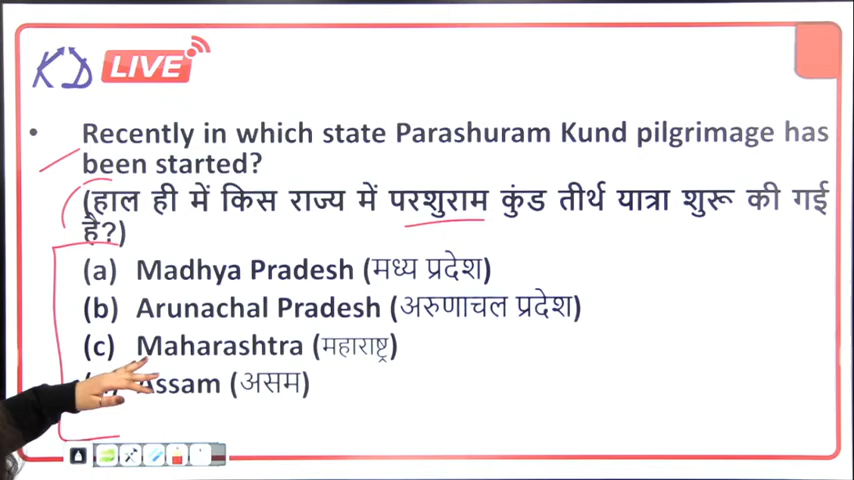 KD LIVE
• Recently in which state Parashuram Kund pilgrimage has
been started?
(हाल ही में किस राज्य में परशुराम कुंड तीर्थ यात्रा शुरू की गई
है?)
(a) Madhya Pradesh (मध्य प्रदेश)
(b) Arunachal Pradesh (अरुणाचल प्रदेश)
(c) Maharashtra (महाराष्ट्र)
Assam (असम)